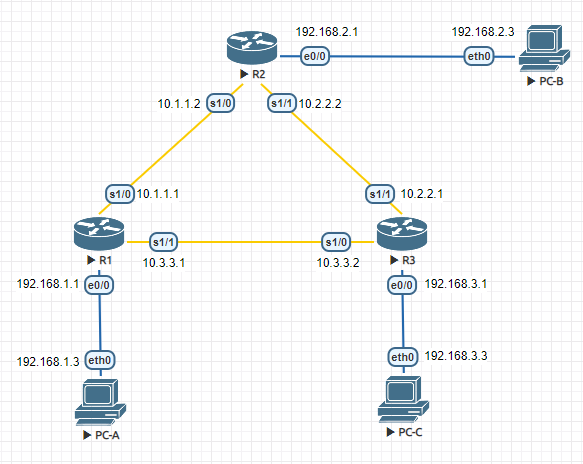 192.168.2.1
192.168.2.3
e0/0
eth0
R2
PC-B
10.1.1.2
s1/0
s1/1
10.2.2.2
s1/0
10.1.1.1
s1/1
10.2.2.1
s1/1
s1/0
R1
10.3.3.1
10.3.3.2
R3
192.168.1.1
e0/0
e0/0
192.168.3.1
192.168.1.3
eth0
eth0
192.168.3.3
PC-A
PC-C